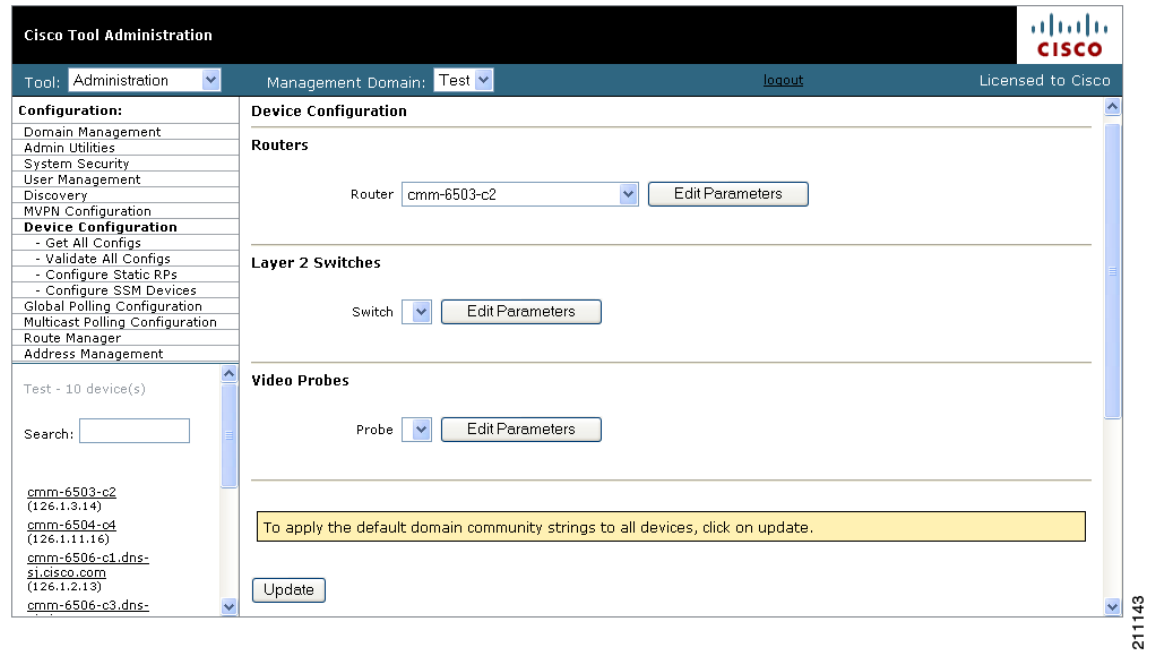 Cisco Tool Administration
CISCO
Tool: Administration Management Domain: Test logout Licensed to Cisco
Configuration:
Domain Management
Admin Utilities
System Security
User Management
Discovery
MVPN Configuration
Device Configuration
- Get All Configs
- Validate All Configs
- Configure Static RPs
- Configure SSM Devices
Global Polling Configuration
Multicast Polling Configuration
Route Manager
Address Management
Test - 10 device(s)
Search:
cmm-6503-c2
(126.1.3.14)
cmm-6504-c4
(126.1.11.16)
cmm-6506-c1.dns-
sj.cisco.com
(126.1.2.13)
cmm-6506-c3.dns-
Device Configuration
Routers
Router cmm-6503-c2 Edit Parameters
Layer 2 Switches
Switch Edit Parameters
Video Probes
Probe Edit Parameters
To apply the default domain community strings to all devices, click on update.
Update
211143